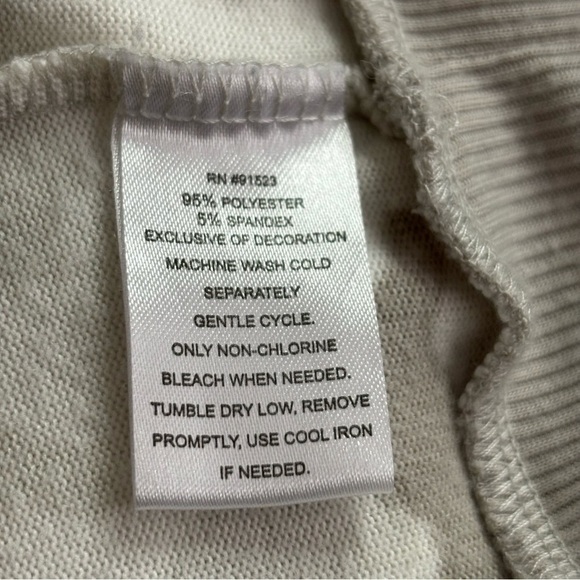 RN #91523
95% POLYESTER
5% SPANDEX
EXCLUSIVE OF DECORATION
MACHINE WASH COLD
SEPARATELY
GENTLE CYCLE.
ONLY NON-CHLORINE
BLEACH WHEN NEEDED.
TUMBLE DRY LOW, REMOVE
PROMPTLY, USE COOL IRON
IF NEEDED.